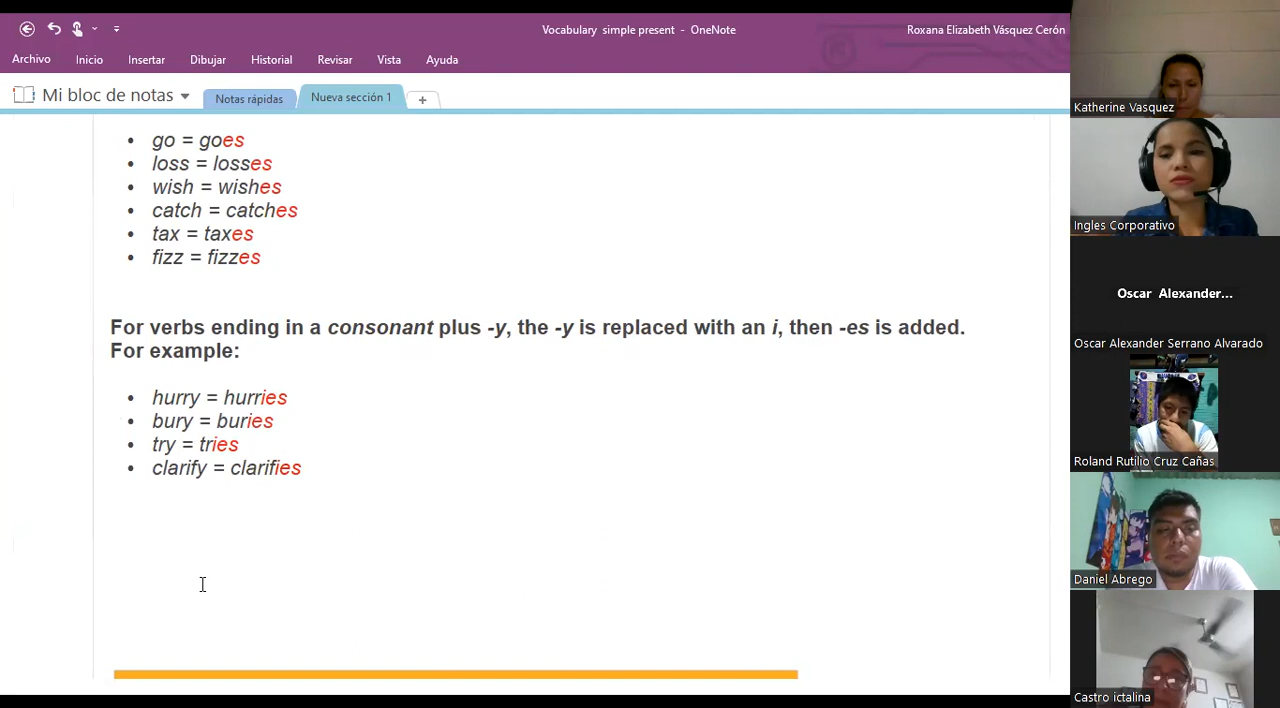 Vocabulary simple present - OneNote
Roxana Elizabeth Vásquez Cerón
Archivo Inicio Insertar Dibujar Historial Revisar Vista Ayuda
Mi bloc de notas Notas rápidas Nueva sección 1 +
• go = goes
• loss = losses
• wish = wishes
• catch = catches
• tax = taxes
• fizz = fizzes
For verbs ending in a consonant plus -y, the -y is replaced with an i, then -es is added.
For example:
• hurry = hurries
• bury = buries
• try = tries
• clarify = clarifies
Katherine Vasquez
Ingles Corporativo
Oscar Alexander...
Oscar Alexander Serrano Alvarado
Roland Rutilio Cruz Cañas
Daniel Abrego
Castro ictalina